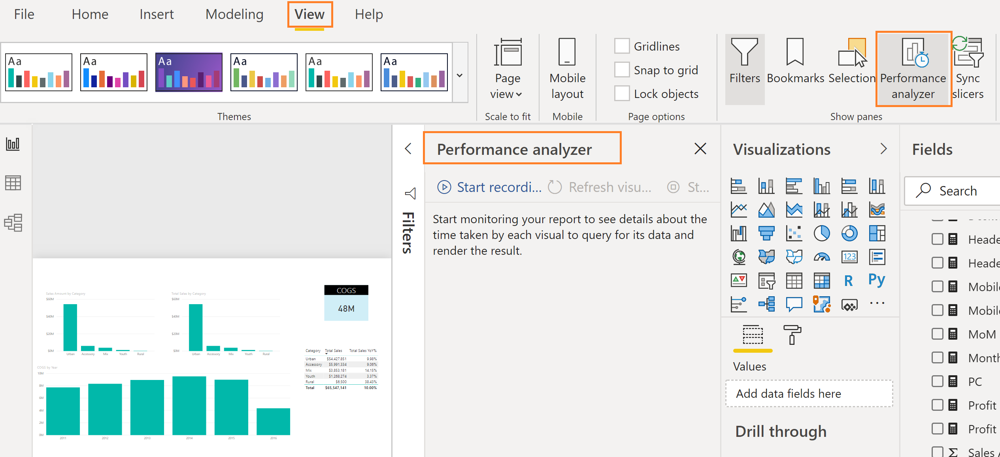 File Home Insert Modeling View Help
Aa Aa Aa Aa Aa Aa
Themes
Page view
Scale to fit
Mobile layout
Mobile
Gridlines
Snap to grid
Lock objects
Page options
Filters
Bookmarks
Selection
Performance analyzer
Sync slicers
Show panes
Filters
Performance analyzer
Start recordi... Refresh visu... St...
Start monitoring your report to see details about the
time taken by each visual to query for its data and
render the result.
Visualizations
123
R Py
...
Values
Add data fields here
Drill through
Fields
Search
Heade
Heade
Mobile
Mobile
MoM
Month
PC
Profit
Profit
Sales A
Sales Amount by Category
$60M
$40M
$20M
$0M
Urban Accessory Mix Youth Rural
Total Sales by Category
$60M
$40M
$20M
$0M
Urban Accessory Mix Youth Rural
COGS
48M
Category Total Sales Total Sales YoY%
Urban $54,427,851 9.98%
Accessory $5,991,334 9.06%
Mix $3,853,181 14.15%
Youth $1,268,274 3.37%
Rural $6,500 38.43%
Total $65,547,141 10.00%
COGS by Year
10M
8M
6M
4M
2M
0M
2011 2012 2013 2014 2015 2016